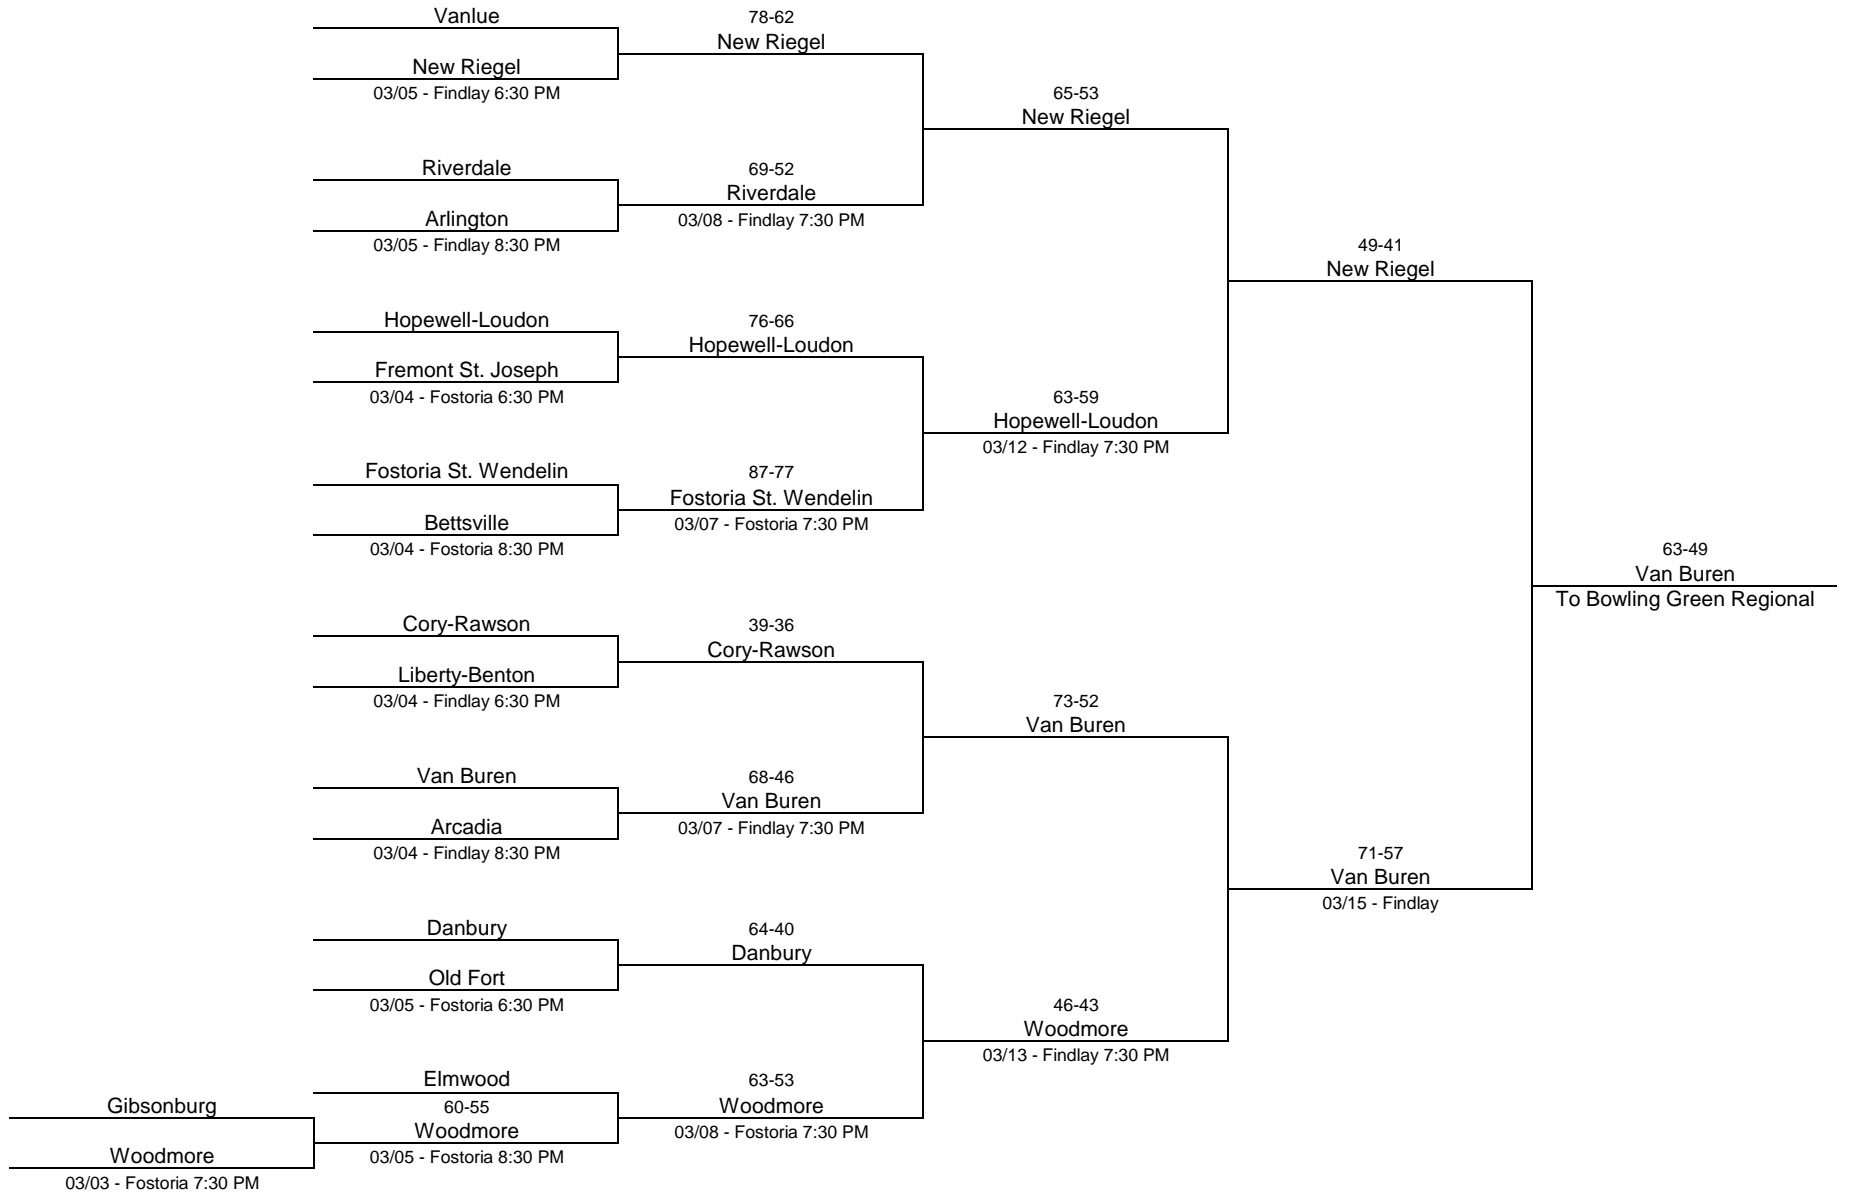 Vanlue
New Riegel
03/05 - Findlay 6:30 PM
Riverdale
Arlington
03/05 - Findlay 8:30 PM
Hopewell-Loudon
Fremont St. Joseph
03/04 - Fostoria 6:30 PM
Fostoria St. Wendelin
Bettsville
03/04 - Fostoria 8:30 PM
Cory-Rawson
Liberty-Benton
03/04 - Findlay 6:30 PM
Van Buren
Arcadia
03/04 - Findlay 8:30 PM
Danbury
Old Fort
03/05 - Fostoria 6:30 PM
Gibsonburg
Woodmore
03/03 - Fostoria 7:30 PM
Elmwood
60-55
Woodmore
03/05 - Fostoria 8:30 PM
78-62
New Riegel
69-52
Riverdale
03/08 - Findlay 7:30 PM
76-66
Hopewell-Loudon
87-77
Fostoria St. Wendelin
03/07 - Fostoria 7:30 PM
39-36
Cory-Rawson
68-46
Van Buren
03/07 - Findlay 7:30 PM
64-40
Danbury
63-53
Woodmore
03/08 - Fostoria 7:30 PM
65-53
New Riegel
63-59
Hopewell-Loudon
03/12 - Findlay 7:30 PM
73-52
Van Buren
46-43
Woodmore
03/13 - Findlay 7:30 PM
49-41
New Riegel
71-57
Van Buren
03/15 - Findlay
63-49
Van Buren
To Bowling Green Regional